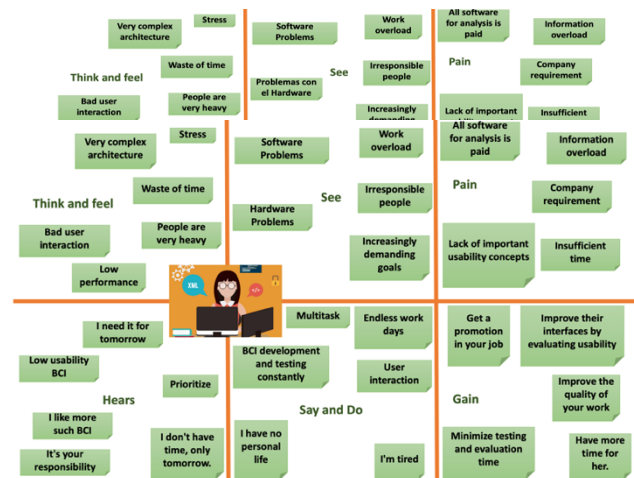 Very complex
architecture
Stress
Waste of time
Think and feel
Bad user
interaction
People are
very heavy
Software
Problems
Work
overload
See
Irresponsible
people
Problemas con
el Hardware
Increasingly
demanding
All software
for analysis is
paid
Information
overload
Pain
Company
requirement
Lack of important
Insufficient
Very complex
architecture
Stress
Waste of time
Think and feel
Bad user
interaction
People are
very heavy
Low
performance
Software
Problems
Work
overload
See
Irresponsible
people
Hardware
Problems
Increasingly
demanding
goals
All software
for analysis is
paid
Information
overload
Pain
Company
requirement
Lack of important
usability concepts
Insufficient
time
XML
</>
I need it for
tomorrow
Low usability
BCI
Prioritize
Hears
I like more
such BCI
It's your
responsibility
I don't have
time, only
tomorrow.
Multitask
Endless work
days
BCI development
and testing
constantly
User
interaction
Say and Do
I have no
personal
life
I'm tired
Get a
promotion
in your job
Improve their
interfaces by
evaluating usability
Gain
Improve the
quality of
your work
Minimize testing
and evaluation
time
Have more
time for
her.